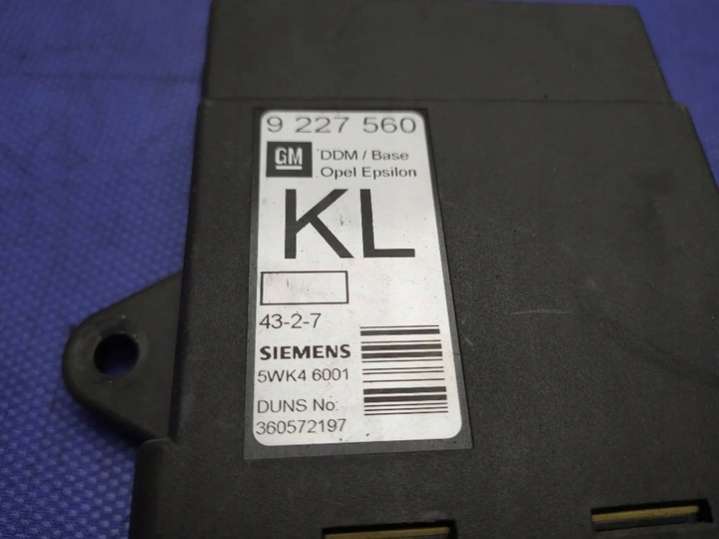 9 227 560
GM DDM / Base
Opel Epsilon
KL
43-2-7
SIEMENS
5WK4 6001
DUNS No:
360572197